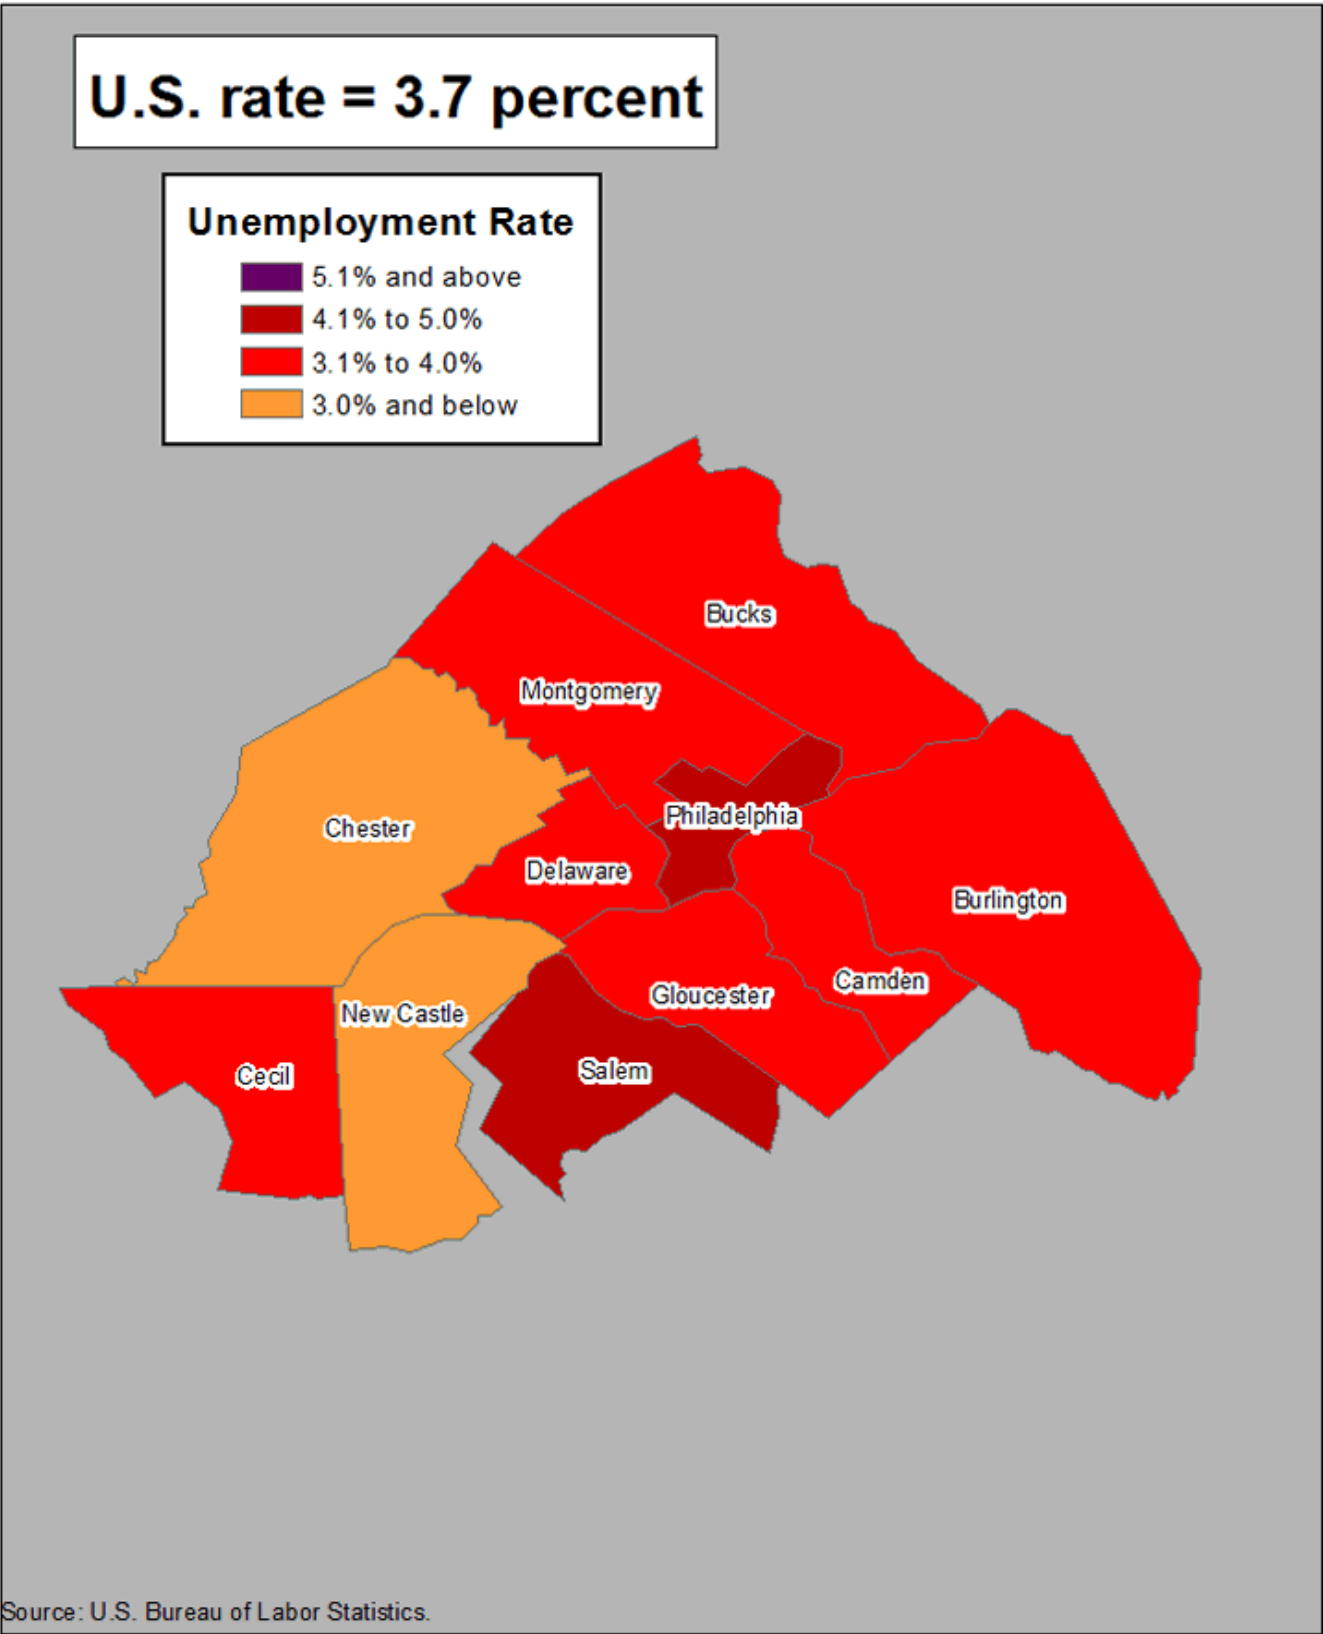 U.S. rate = 3.7 percent
Unemployment Rate
5.1% and above
4.1% to 5.0%
3.1% to 4.0%
3.0% and below
Bucks
Montgomery
Philadelphia
Chester
Delaware
Burlington
Camden
Gloucester
New Castle
Salem
Cecil
Source: U.S. Bureau of Labor Statistics.